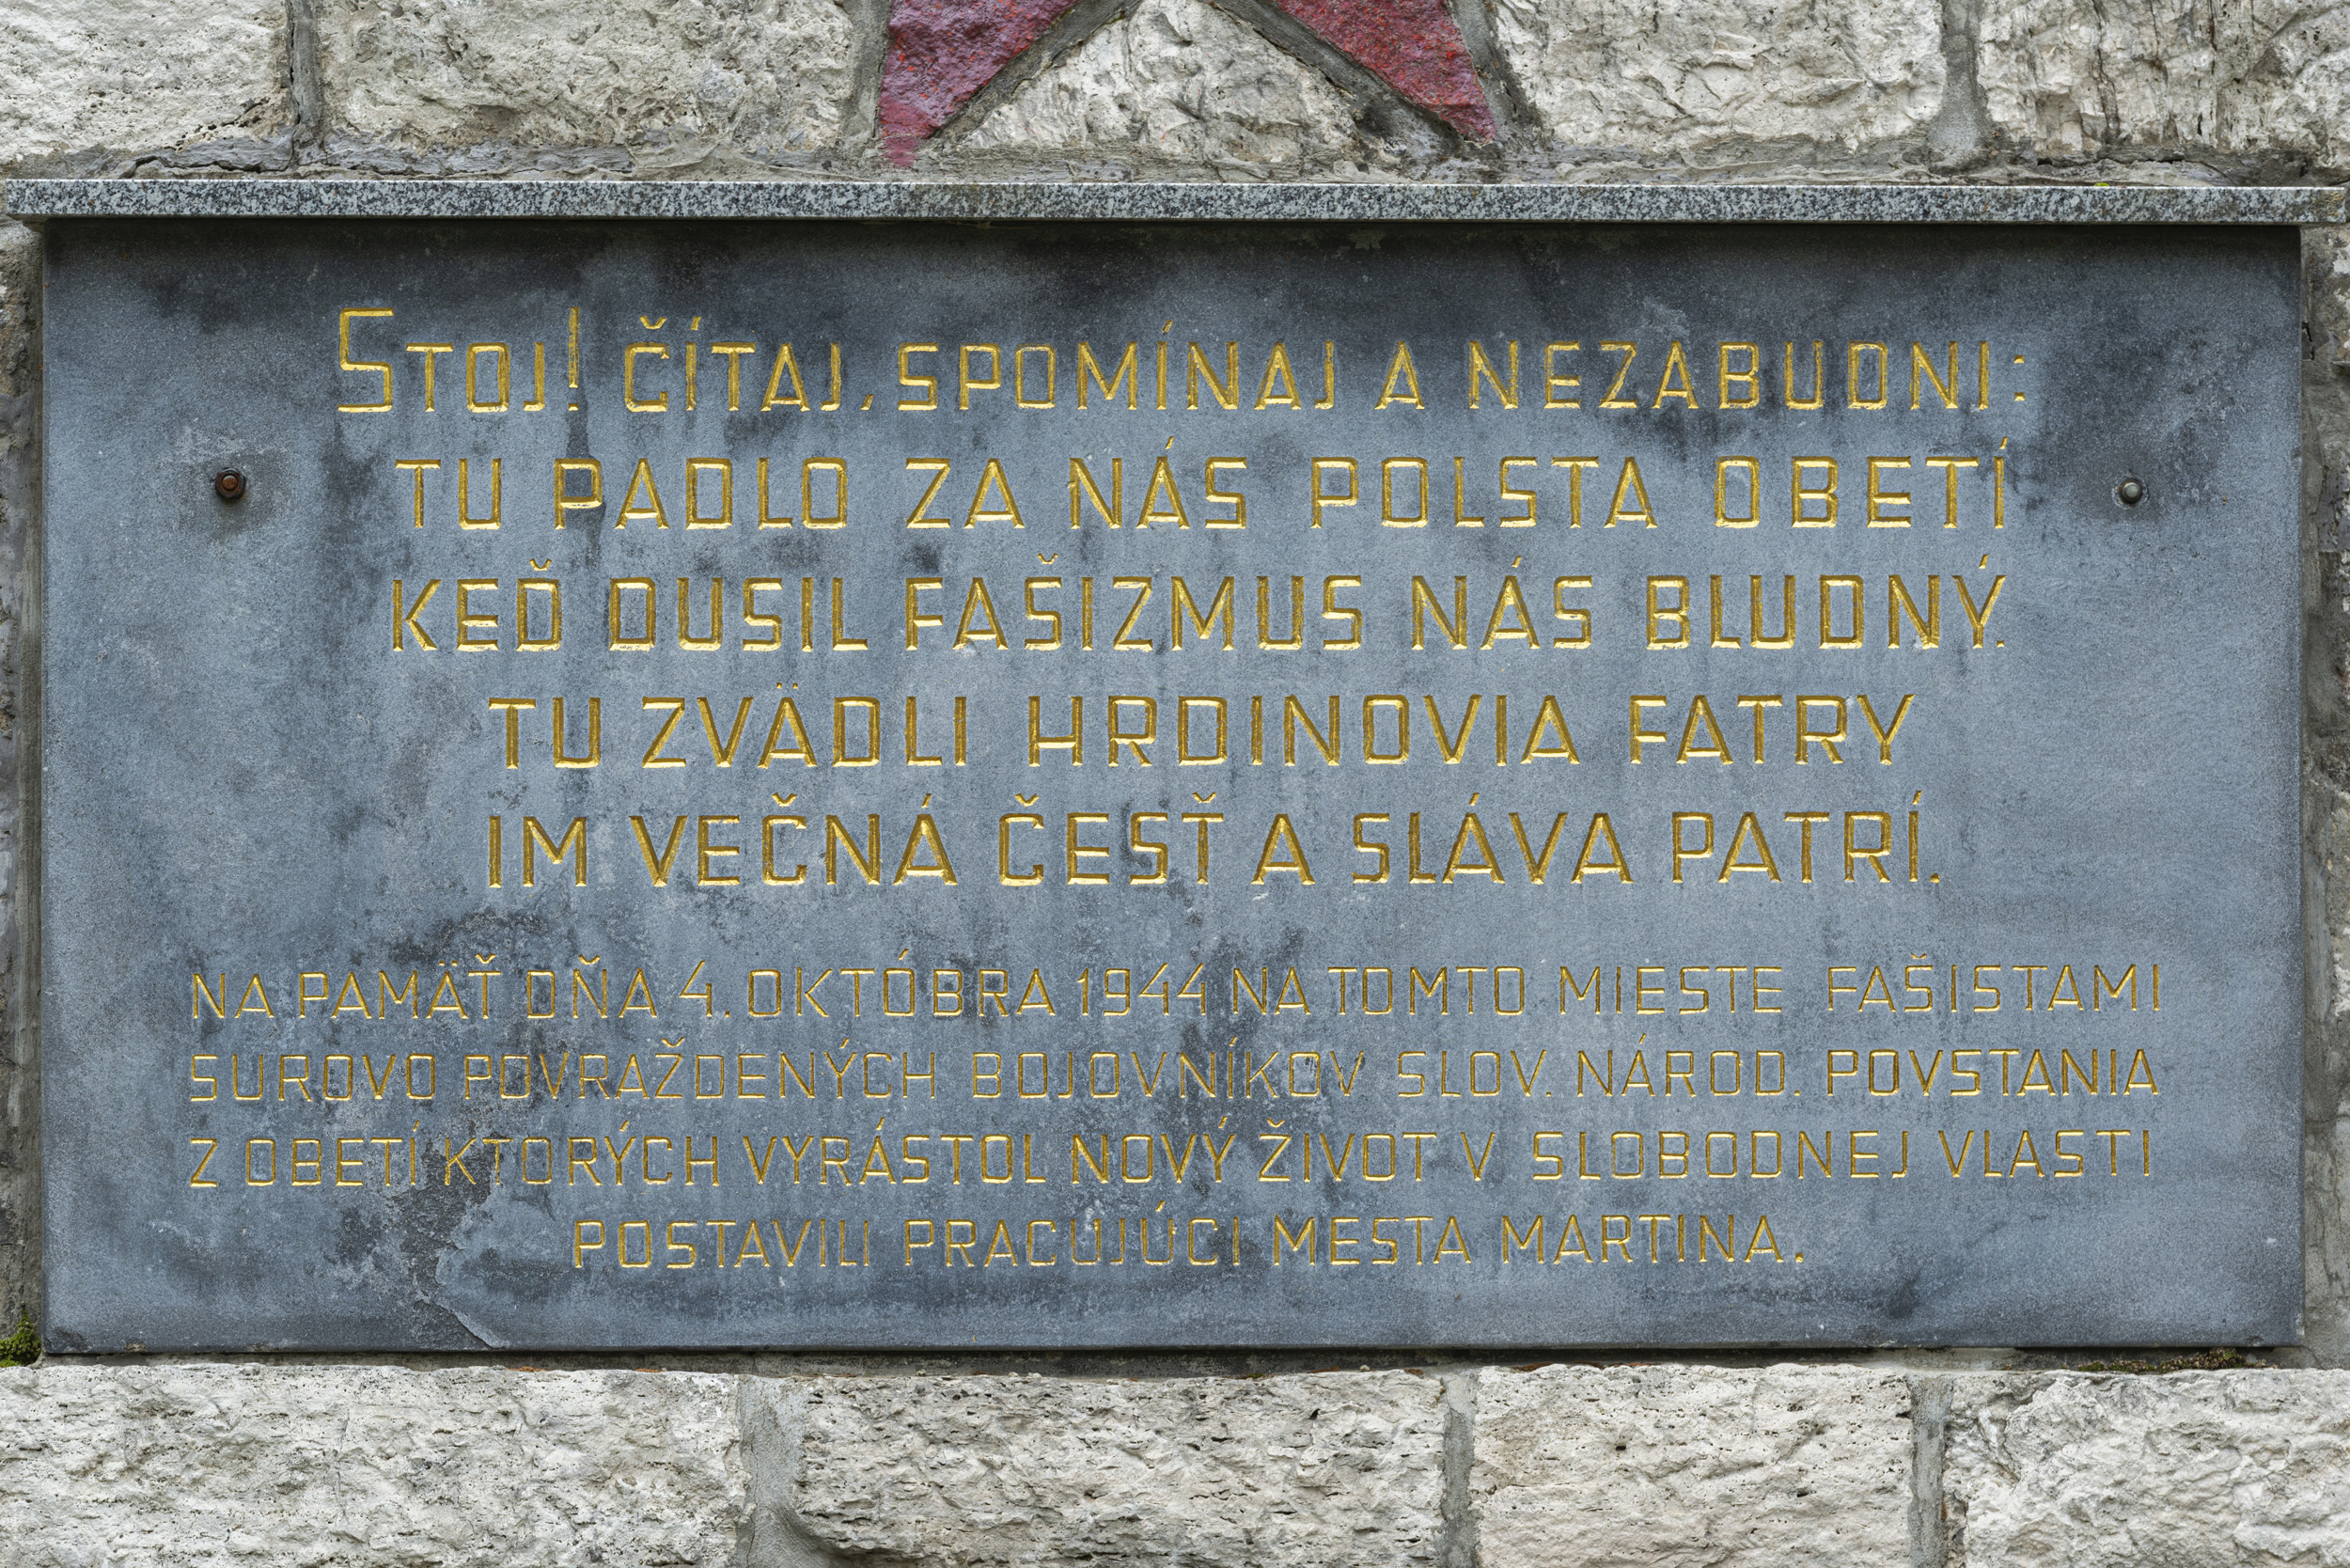 STOJ! ČÍTAJ, SPOMÍNAJ A NEZABUDNI:
TU PADLO ZA NÁS POLSTA OBETÍ
KEĎ DUSIL FAŠIZMUS NÁS BLUDNÝ.
TU ZVÄDLI HRDINOVIA FATRY
IM VEČNÁ ČESŤ A SLÁVA PATRÍ.
NA PAMÄŤ DŇA 4. OKTÓBRA 1944 NA TOMTO MIESTE FAŠISTAMI
SUROVO POVRAŽDENÝCH BOJOVNÍKOV SLOV. NÁROD. POVSTANIA
Z OBETÍ KTORÝCH VYRÁSTOL NOVÝ ŽIVOT V SLOBODNEJ VLASTI
POSTAVILI PRACUJÚCI MESTA MARTINA.